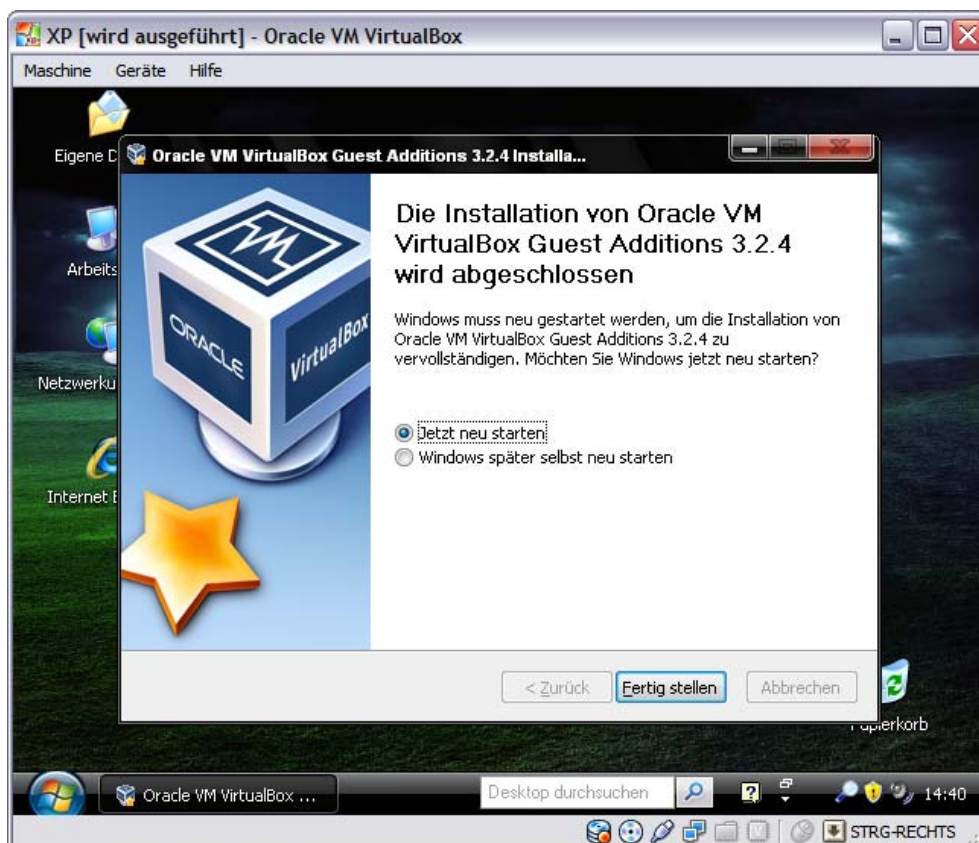 XP [wird ausgeführt] - Oracle VM VirtualBox
Maschine Geräte Hilfe
Eigene D
Oracle VM VirtualBox Guest Additions 3.2.4 Installa...
Die Installation von Oracle VM
VirtualBox Guest Additions 3.2.4
wird abgeschlossen
ORACLE
VirtualBox
Arbeits
Windows muss neu gestartet werden, um die Installation von
Oracle VM VirtualBox Guest Additions 3.2.4 zu
vervollständigen. Möchten Sie Windows jetzt neu starten?
Netzwerku
Jetzt neu starten
Windows später selbst neu starten
Internet E
< Zurück
Fertig stellen
Abbrechen
Papierkorb
Oracle VM VirtualBox ...
Desktop durchsuchen
14:40
STRG-RECHTS